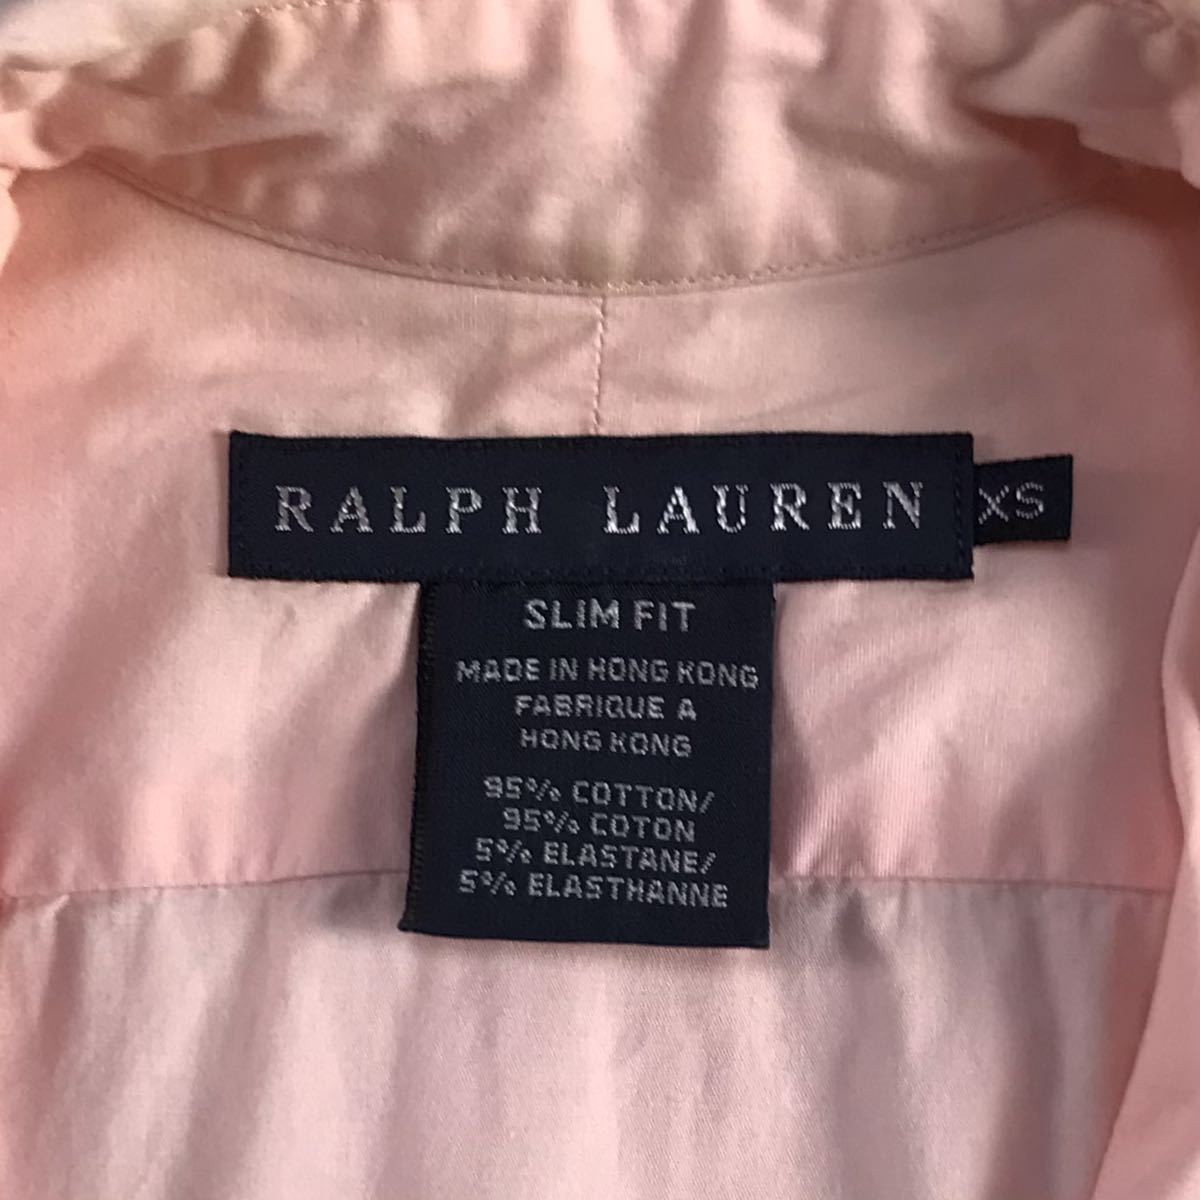 RALPH LAUREN
XS
SLIM FIT
MADE IN HONG KONG
FABRIQUE A
HONG KONG
95% COTTON/
95% COTON
5% ELASTANE/
5% ELASTHANNE